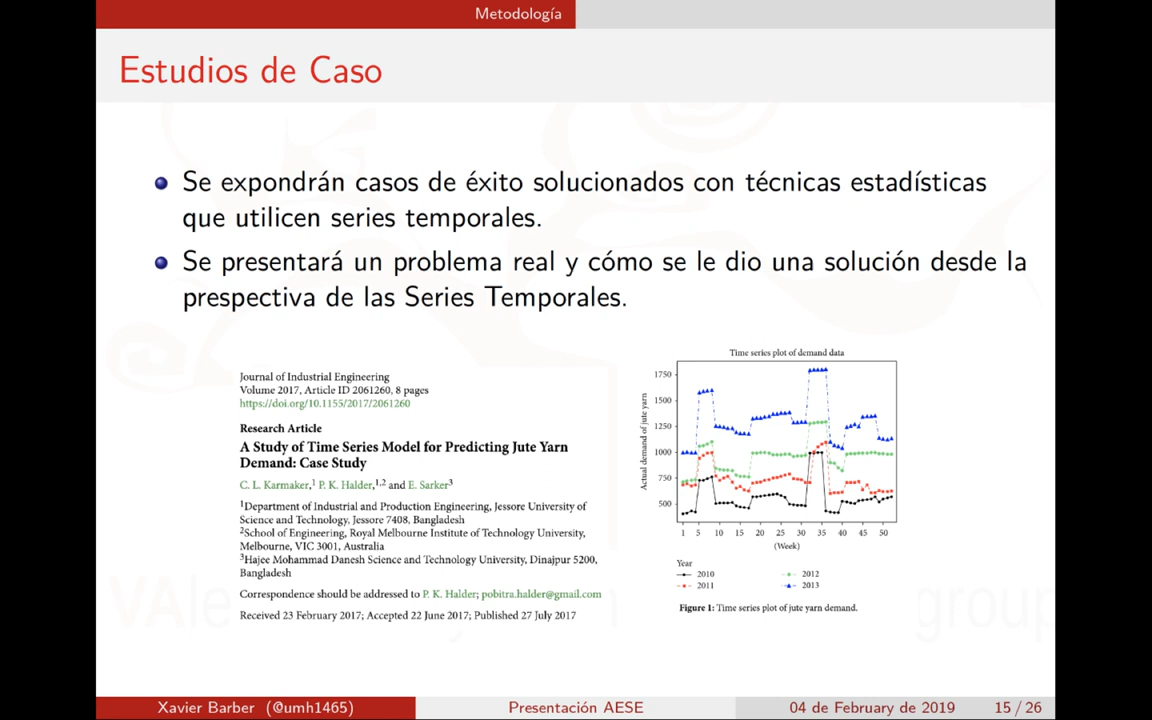 Metodología
Estudios de Caso
Se expondrán casos de éxito solucionados con técnicas estadísticas
que utilicen series temporales.
Se presentará un problema real y cómo se le dio una solución desde la
prespectiva de las Series Temporales.
Journal of Industrial Engineering
Volume 2017, Article ID 2061260, 8 pages
https://doi.org/10.1155/2017/2061260
Research Article
A Study of Time Series Model for Predicting Jute Yarn
Demand: Case Study
C. L. Karmaker,1 P. K. Halder,1,2 and E. Sarker3
1Department of Industrial and Production Engineering, Jessore University of
Science and Technology, Jessore 7408, Bangladesh
2School of Engineering, Royal Melbourne Institute of Technology University,
Melbourne, VIC 3001, Australia
3Hajee Mohammad Danesh Science and Technology University, Dinajpur 5200,
Bangladesh
Correspondence should be addressed to P. K. Halder; pobitra.halder@gmail.com
Received 23 February 2017; Accepted 22 June 2017; Published 27 July 2017
Time series plot of demand data
Actual demand of jute yarn
1750
1500
1250
1000
750
500
1 5 10 15 20 25 30 35 40 45 50
(Week)
Year
2010 2012
2011 2013
Figure 1: Time series plot of jute yarn demand.
group
Xavier Barber (@umh1465) Presentación AESE 04 de February de 2019 15 / 26